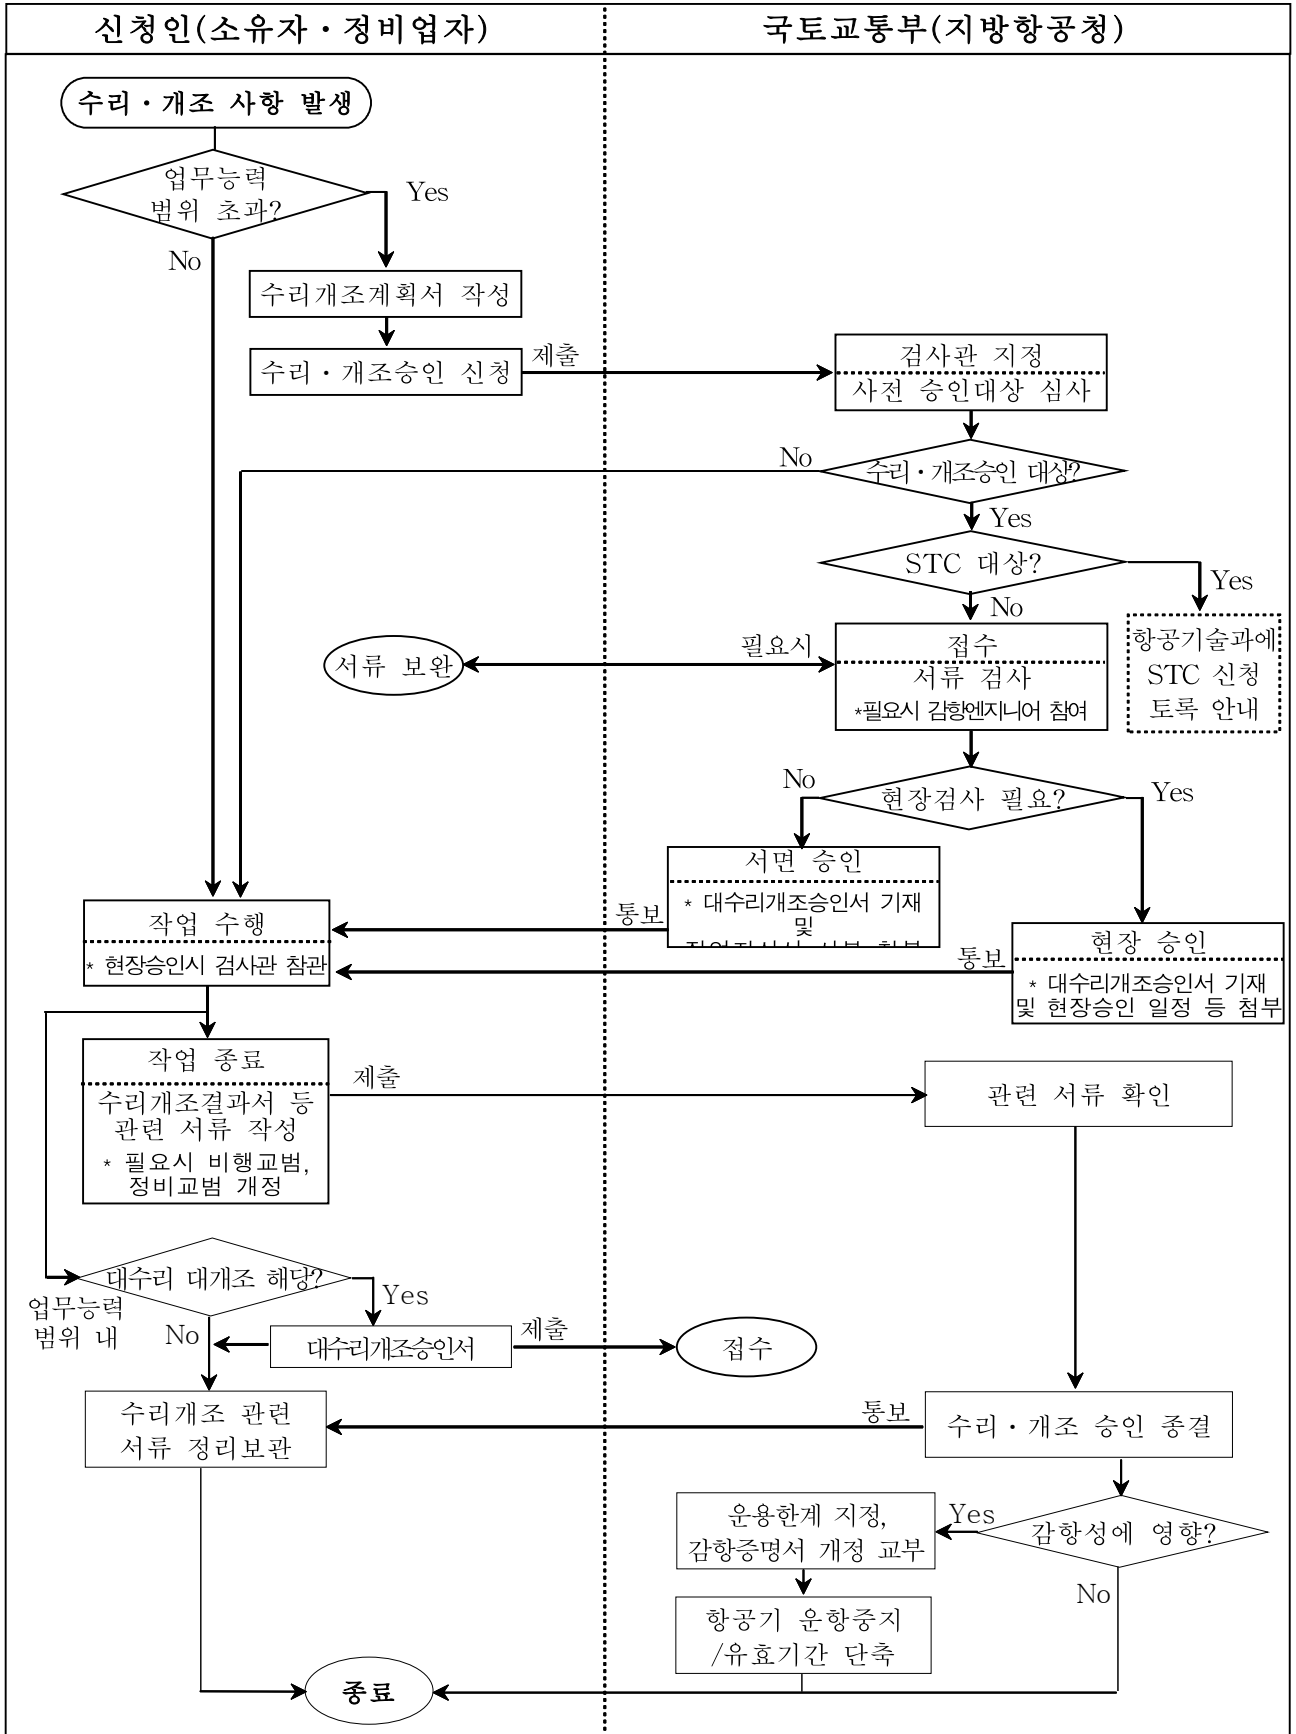 신청인(소유자・정비업자)
국토교통부(지방항공청)
수리・개조 사항 발생
업무능력
범위 초과?
Yes
No
수리개조계획서 작성
수리・개조승인 신청
제출
검사관 지정
사전 승인대상 심사
No
수리・개조승인 대상?
Yes
STC 대상?
Yes
No
항공기술과에
STC 신청
토록 안내
서류 보완
필요시
접수
서류 검사
*필요시 감항엔지니어 참여
No
현장검사 필요?
Yes
서면 승인
* 대수리개조승인서 기재
및
통보
작업 수행
* 현장승인시 검사관 참관
현장 승인
* 대수리개조승인서 기재
및 현장승인 일정 등 첨부
통보
작업 종료
수리개조결과서 등
관련 서류 작성
* 필요시 비행교범,
정비교범 개정
제출
관련 서류 확인
대수리 대개조 해당?
Yes
업무능력
범위 내
No
대수리개조승인서
제출
접수
수리개조 관련
서류 정리보관
통보
수리・개조 승인 종결
운용한계 지정,
감항증명서 개정 교부
Yes
감항성에 영향?
No
항공기 운항중지
/유효기간 단축
종료